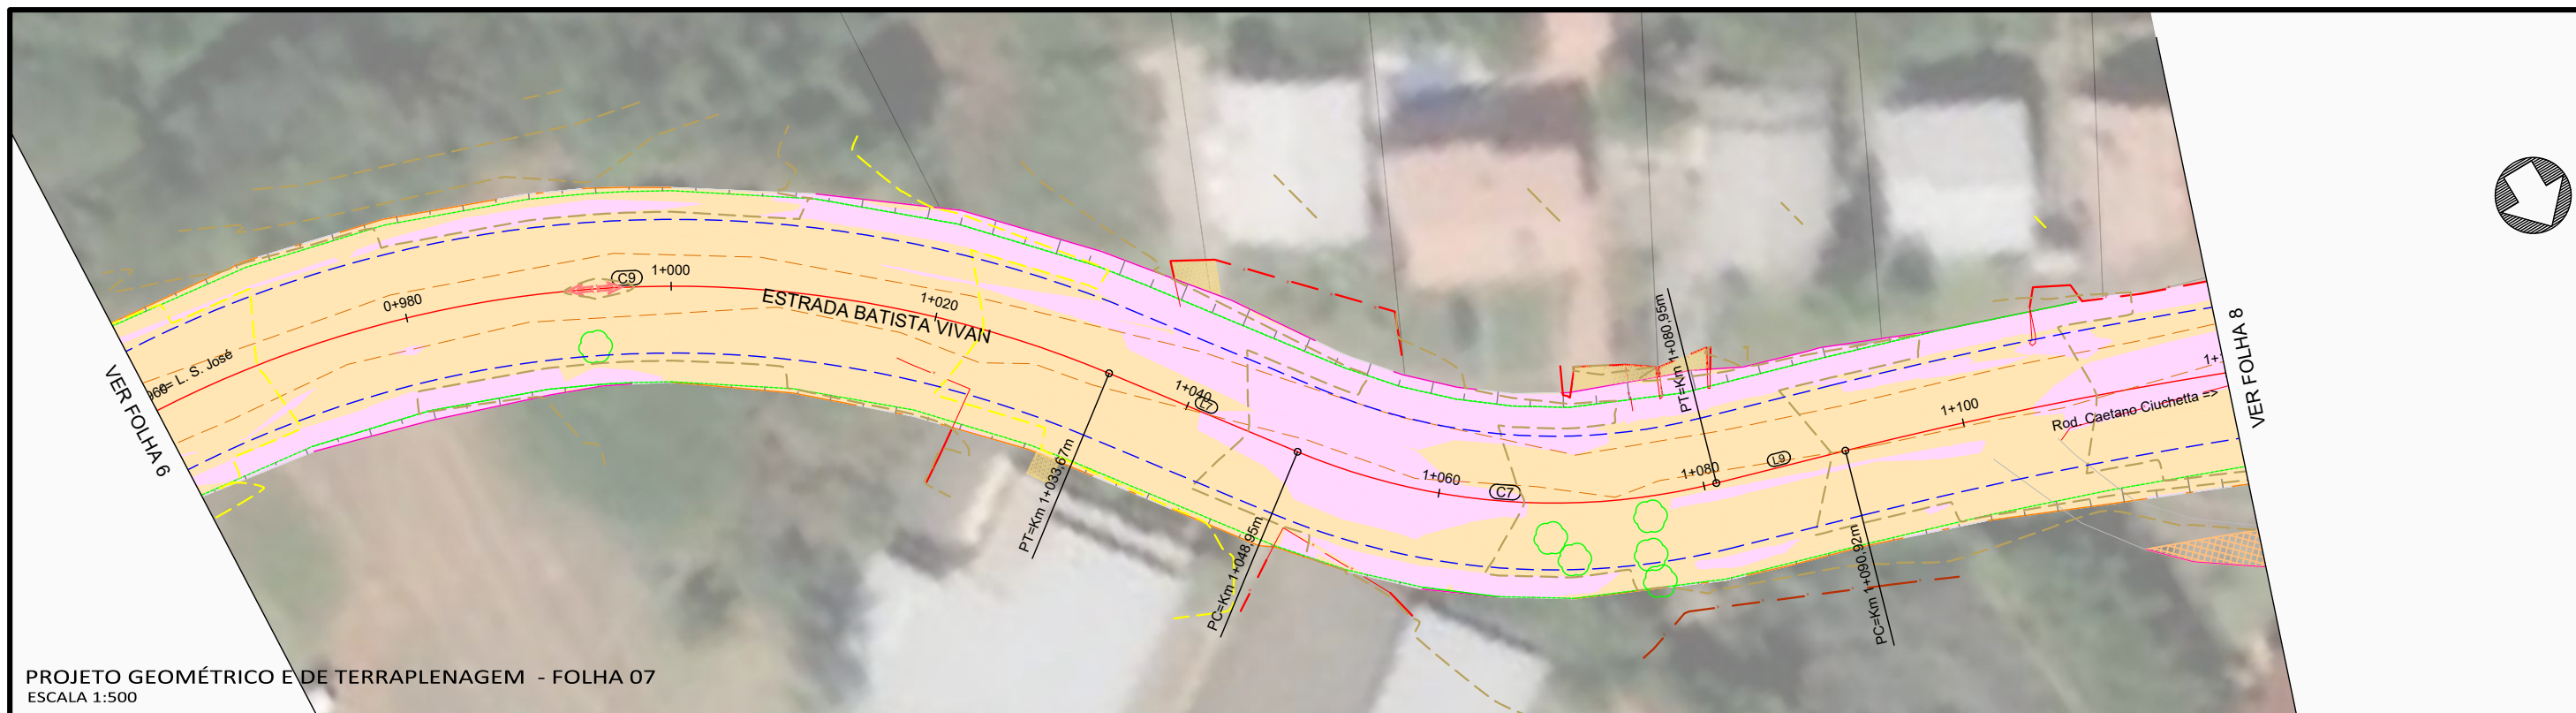 C9
1+000
0+980
1+020
ESTRADA BATISTA VIVAN
960
<= L. S. José
VER FOLHA 6
1+040
L7
PT=Km 1+033,67m
PC=Km 1+048,95m
1+060
C7
PT=Km 1+080,95m
1+080
L9
PC=Km 1+090,92m
1+100
Rod. Caetano Ciuchetta =>
VER FOLHA 8
PROJETO GEOMÉTRICO E DE TERRAPLENAGEM - FOLHA 07
ESCALA 1:500